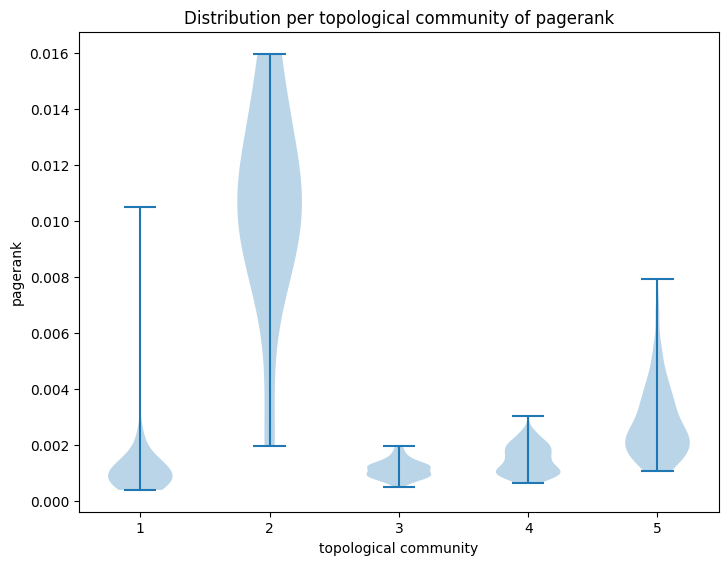 Distribution per topological community of pagerank
0.016
0.014
0.012
0.010
0.008
0.006
0.004
0.002
0.000
pagerank
1 2 3 4 5
topological community